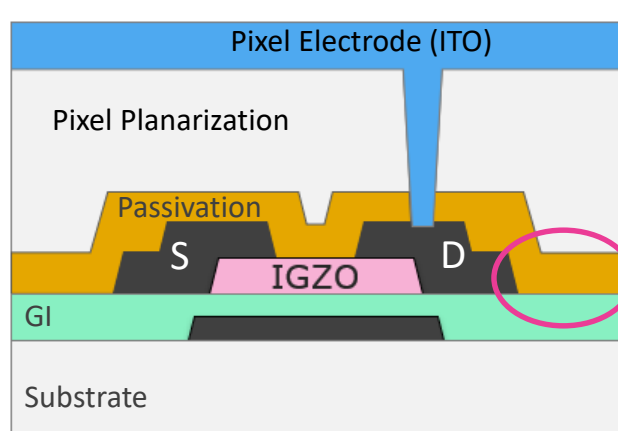 Pixel Electrode (ITO)
Pixel Planarization
Passivation
S
D
IGZO
GI
Substrate